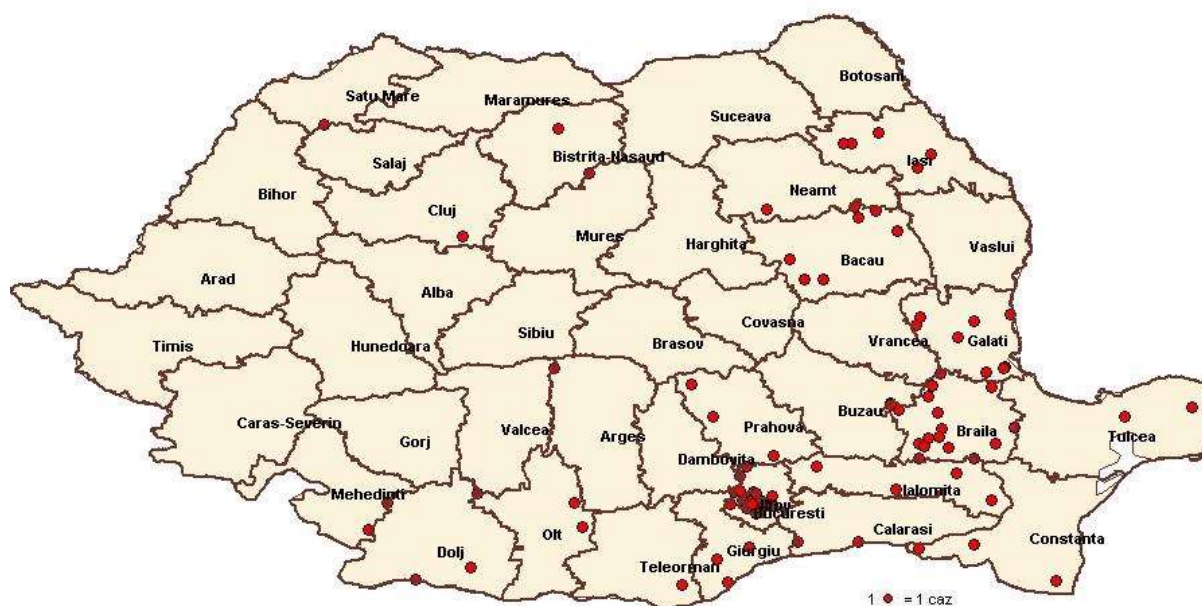 Botosani
Satu Mare
Maramures
Suceava
Iasi
Salaj
Bistrita-Nasaud
Neamt
Bihor
Cluj
Mures
Harghita
Vaslui
Bacau
Arad
Alba
Covasna
Sibiu
Timis
Hunedoara
Brasov
Vrancea
Galati
Caras-Severin
Gorj
Valcea
Arges
Prahova
Buzau
Braila
Tulcea
Dambovita
Mehedinti
Ialomita
Bucuresti
Olt
Calarasi
Constanta
Dolj
Teleorman
Giurgiu
1 = 1 caz